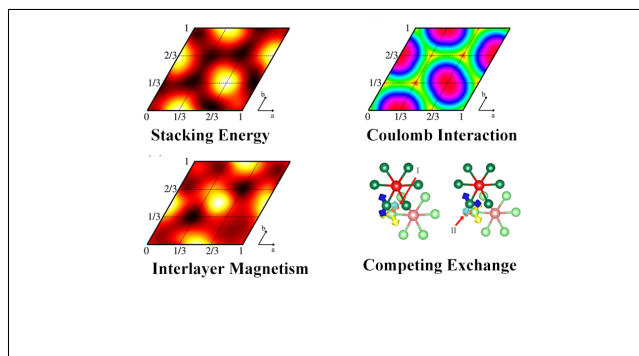 1
2/3
1/3
0
1/3
2/3
1
b
a
Stacking Energy
1
2/3
1/3
0
1/3
2/3
1
b
a
Coulomb Interaction
1
2/3
1/3
0
1/3
2/3
1
b
a
Interlayer Magnetism
I
II
Competing Exchange